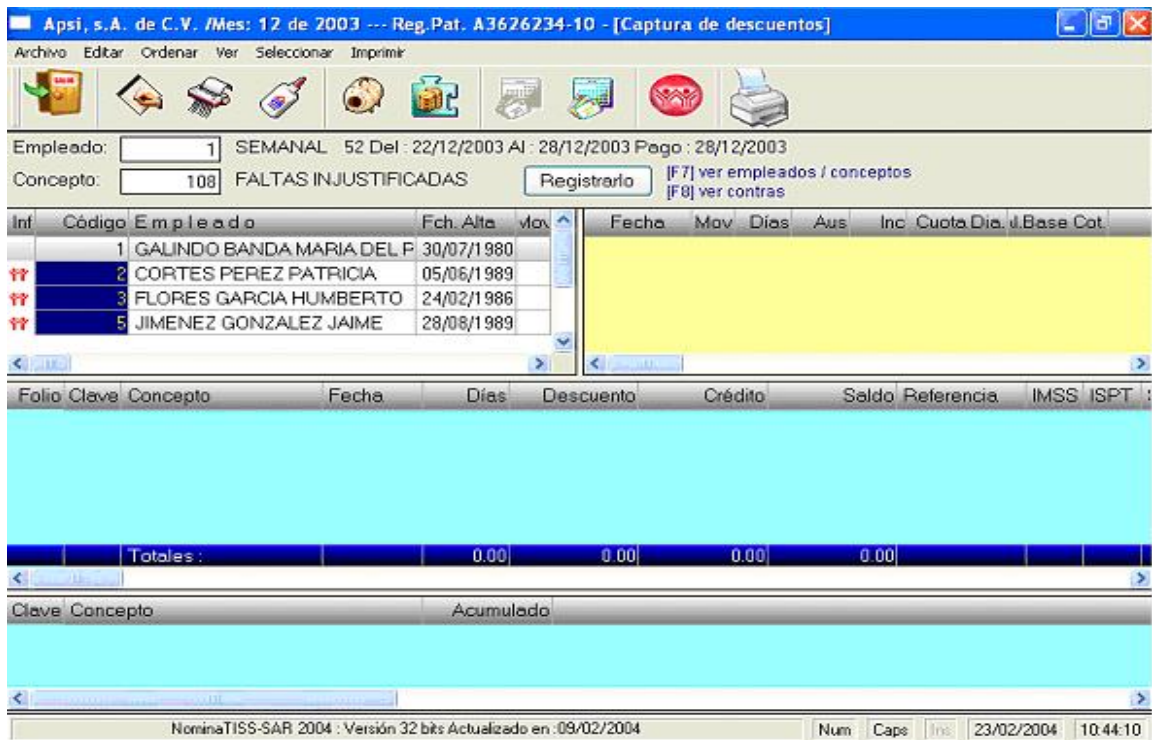 Apsi, s.A. de C.V. /Mes: 12 de 2003 --- Reg.Pat. A3626234-10 - [Captura de descuentos]
Archivo Editar Ordenar Ver Seleccionar Imprimir
SALIR
Empleado: 1 SEMANAL 52 Del : 22/12/2003 Al : 28/12/2003 Pago : 28/12/2003
Concepto: 108 FALTAS INJUSTIFICADAS Registrarlo [F7] ver empleados / conceptos
[F8] ver contras
Inf Código E m p l e a d o Fch. Alta Mov Fecha Mov Días Aus Inc Cuota Dia. J.Base Cot.
1 GALINDO BANDA MARIA DEL P 30/07/1980
2 CORTES PEREZ PATRICIA 05/06/1989
3 FLORES GARCIA HUMBERTO 24/02/1986
5 JIMENEZ GONZALEZ JAIME 28/08/1989
Folio Clave Concepto Fecha Días Descuento Crédito Saldo Referencia IMSS ISPT
Totales : 0.00 0.00 0.00 0.00
Clave Concepto Acumulado
NominaTISS-SAR 2004 : Versión 32 bits Actualizado en :09/02/2004 Num Caps Ins 23/02/2004 10:44:10